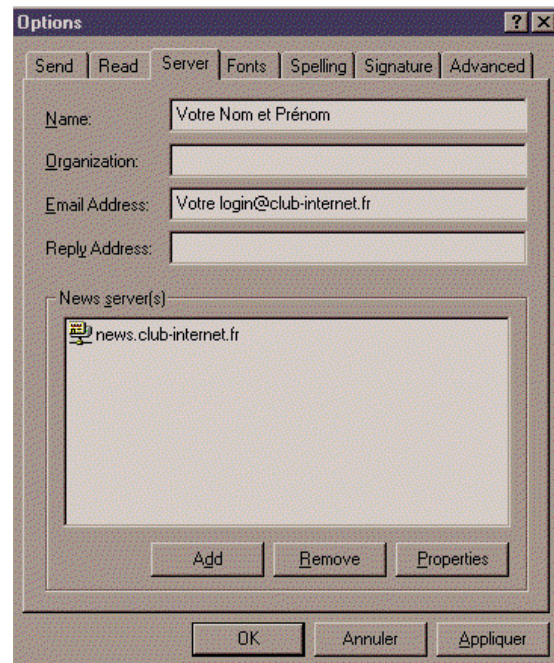 Options
Send Read Server Fonts Spelling Signature Advanced
Name: Votre Nom et Prénom
Organization:
Email Address: Votre login@club-internet.fr
Reply Address:
News server(s)
news.club-internet.fr
Add Remove Properties
OK Annuler Appliquer